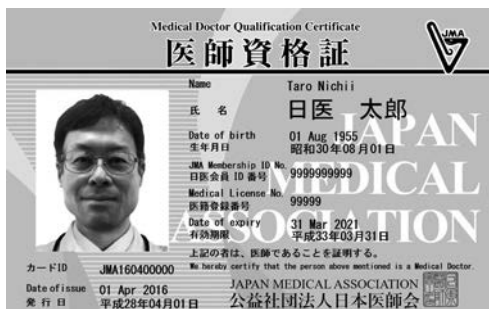 Medical Doctor Qualification Certificate
医師資格証
JMA
Name Taro Nichii
氏 名 日医 太郎
Date of birth 01 Aug 1955
生年月日 昭和30年08月01日
JMA Membership ID No.
日医会員 ID 番号 9999999999
Medical License No.
医籍登録番号 99999
Date of expiry 31 Mar 2021
有効期限 平成33年03月31日
JAPAN
MEDICAL
ASSOCIATION
上記の者は、医師であることを証明する。
We hereby certify that the person above mentioned is a Medical Doctor.
カードID JMA160400000
Date of issue 01 Apr 2016
発 行 日 平成28年04月01日
JAPAN MEDICAL ASSOCIATION
公益社団法人日本医師会